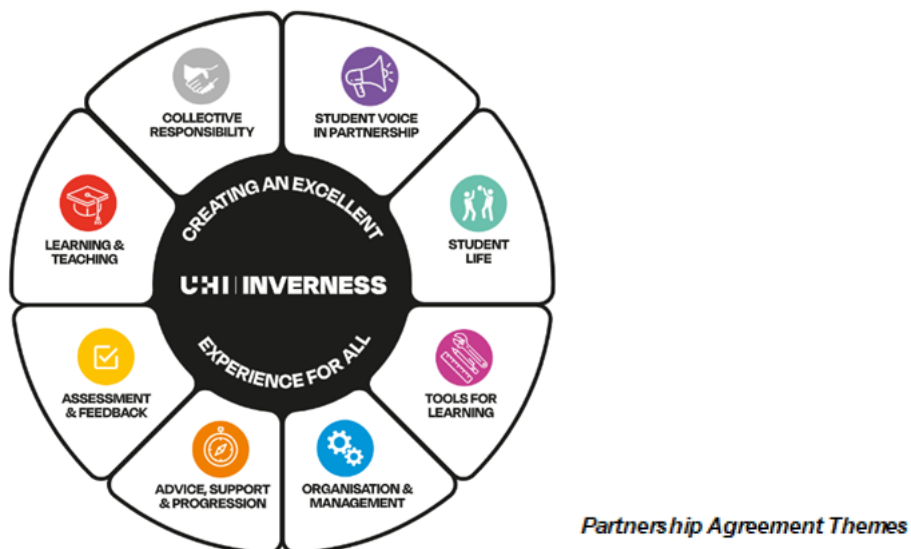 COLLECTIVE
RESPONSIBILITY
STUDENT VOICE
IN PARTNERSHIP
LEARNING &
TEACHING
CREATING AN EXCELLENT
STUDENT
LIFE
UHI INVERNESS
EXPERIENCE FOR ALL
ASSESSMENT
& FEEDBACK
TOOLS FOR
LEARNING
ADVICE, SUPPORT
& PROGRESSION
ORGANISATION &
MANAGEMENT
Partnership Agreement Themes